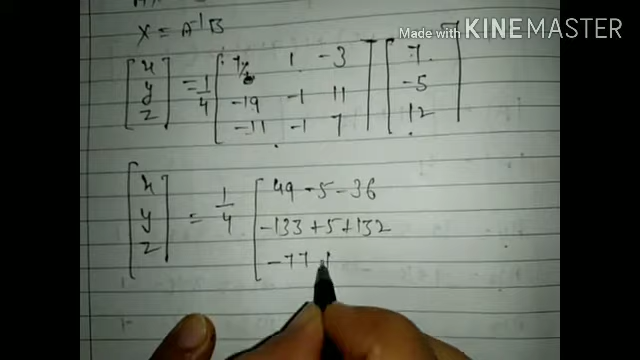 Made with KINEMASTER
X = A⁻¹B
[x y z] = 1/4 [7 1 -3
-19 -1 11
-11 -1 7] [7 -5 12]
[x y z] = 1/4 [49 -5 -36
-133 +5 +132
-77 +